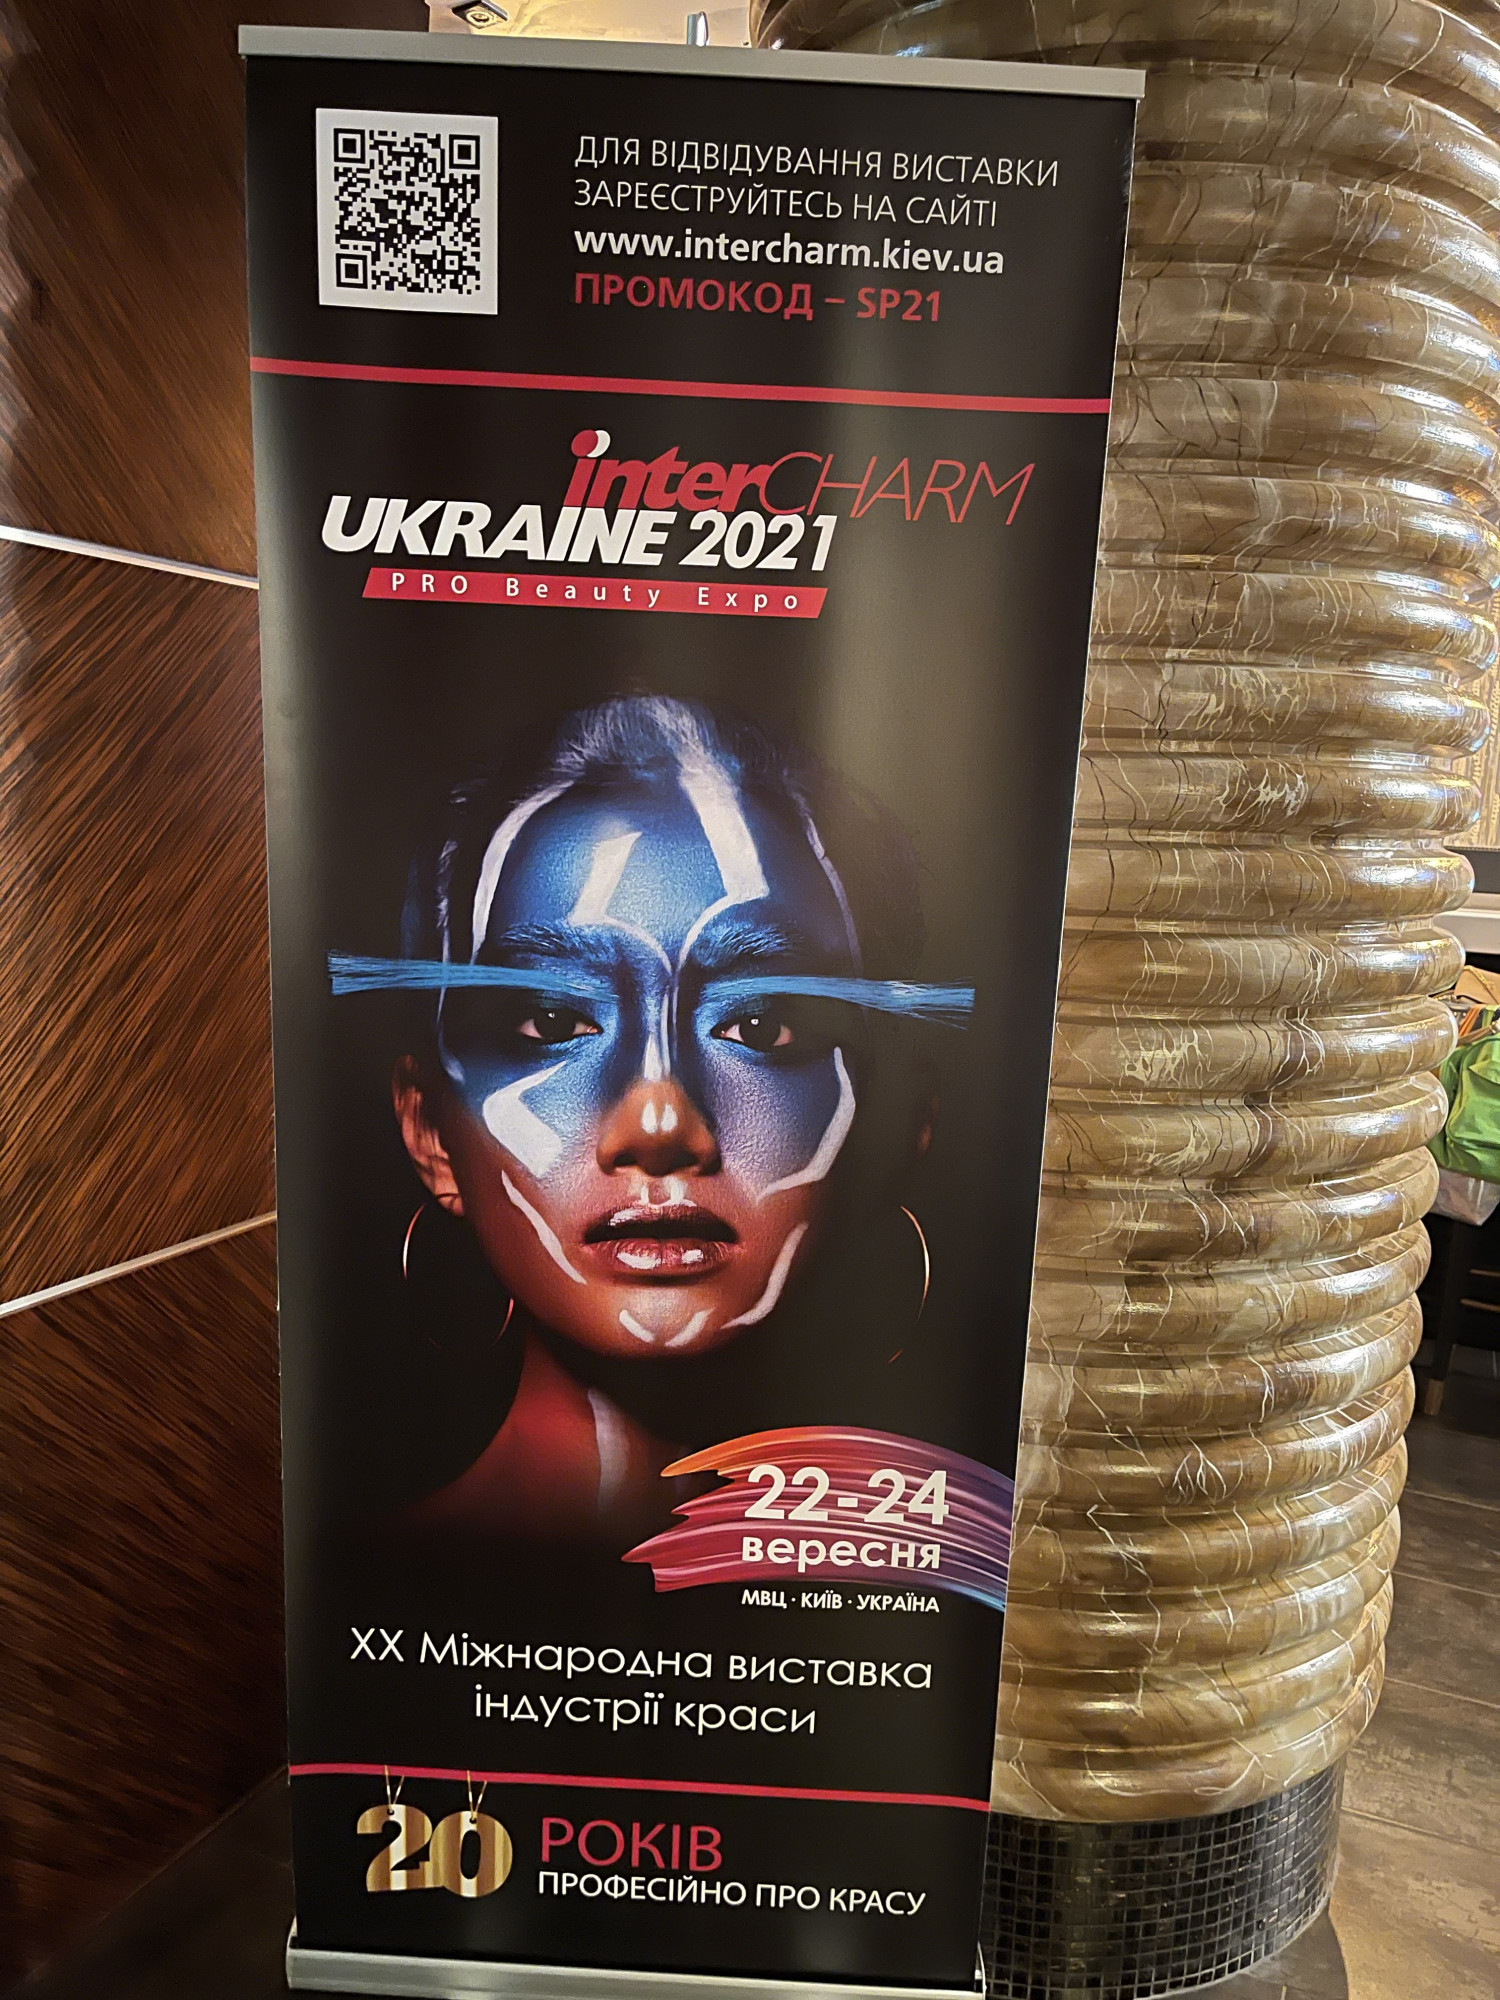 ДЛЯ ВІДВІДУВАННЯ ВИСТАВКИ
ЗАРЕЄСТРУЙТЕСЬ НА САЙТІ
www.intercharm.kiev.ua
ПРОМОКОД – SP21
interCHARM
UKRAINE 2021
PRO Beauty Expo
22-24
вересня
МВЦ · КИЇВ · УКРАЇНА
XX Міжнародна виставка
індустрії краси
20 РОКІВ
ПРОФЕСІЙНО ПРО КРАСУ